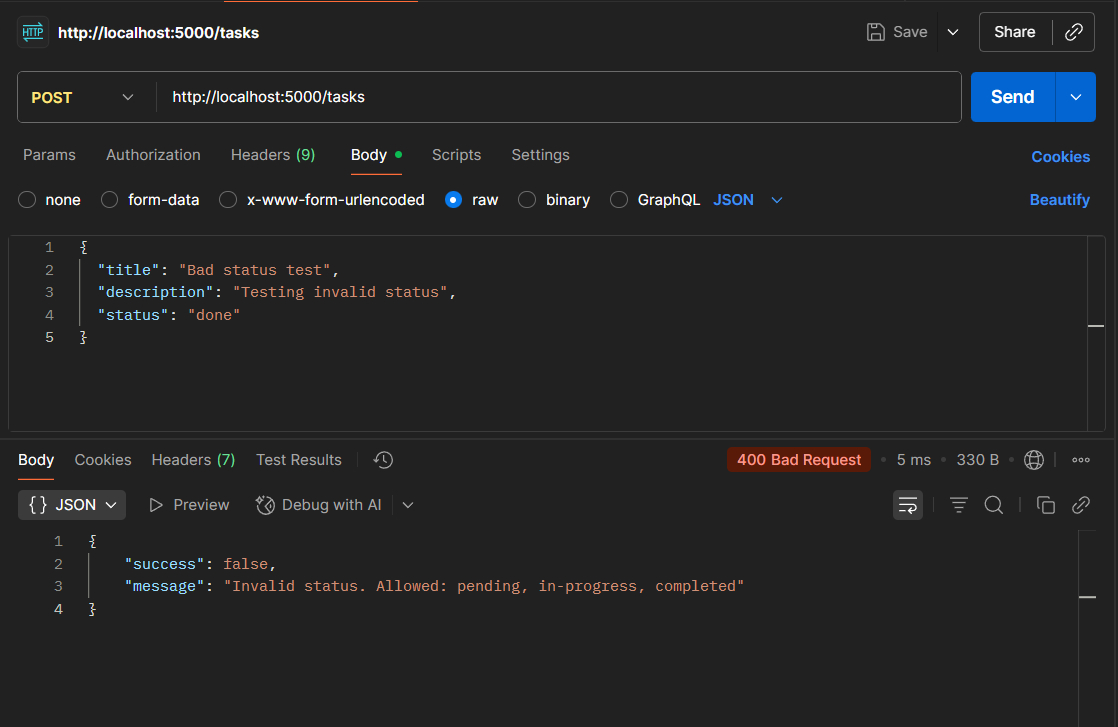 HTTP http://localhost:5000/tasks Save Share
POST http://localhost:5000/tasks Send
Params Authorization Headers (9) Body Scripts Settings Cookies
none form-data x-www-form-urlencoded raw binary GraphQL JSON Beautify
1 {
2 "title": "Bad status test",
3 "description": "Testing invalid status",
4 "status": "done"
5 }
Body Cookies Headers (7) Test Results 400 Bad Request 5 ms 330 B
{} JSON Preview Debug with AI
1 {
2 "success": false,
3 "message": "Invalid status. Allowed: pending, in-progress, completed"
4 }